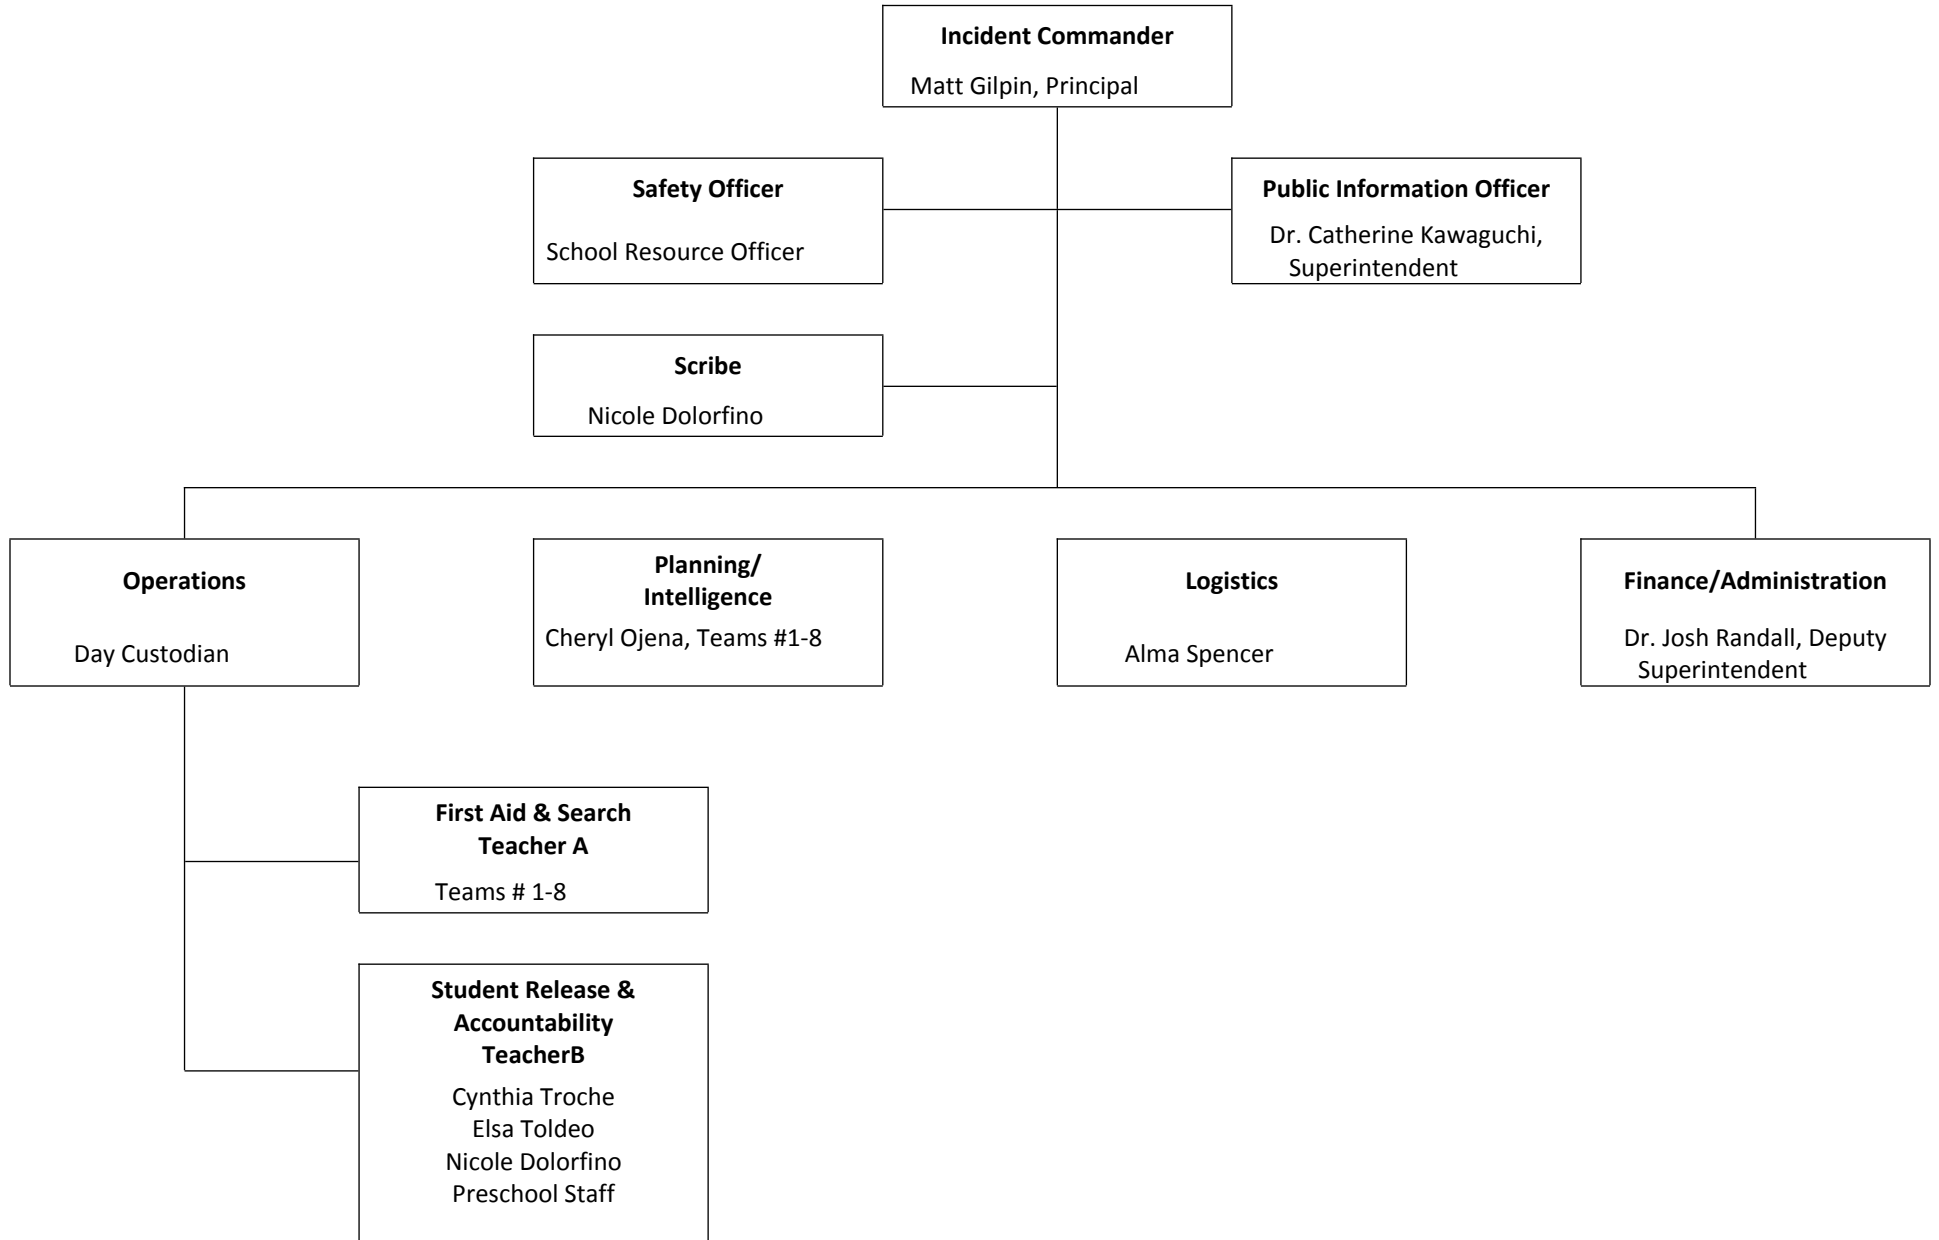 Incident Commander
Matt Gilpin, Principal
Safety Officer
School Resource Officer
Public Information Officer
Dr. Catherine Kawaguchi,
Superintendent
Scribe
Nicole Dolorfino
Operations
Day Custodian
Planning/
Intelligence
Cheryl Ojena, Teams #1-8
Logistics
Alma Spencer
Finance/Administration
Dr. Josh Randall, Deputy
Superintendent
First Aid & Search
Teacher A
Teams # 1-8
Student Release &
Accountability
TeacherB
Cynthia Troche
Elsa Toldeo
Nicole Dolorfino
Preschool Staff